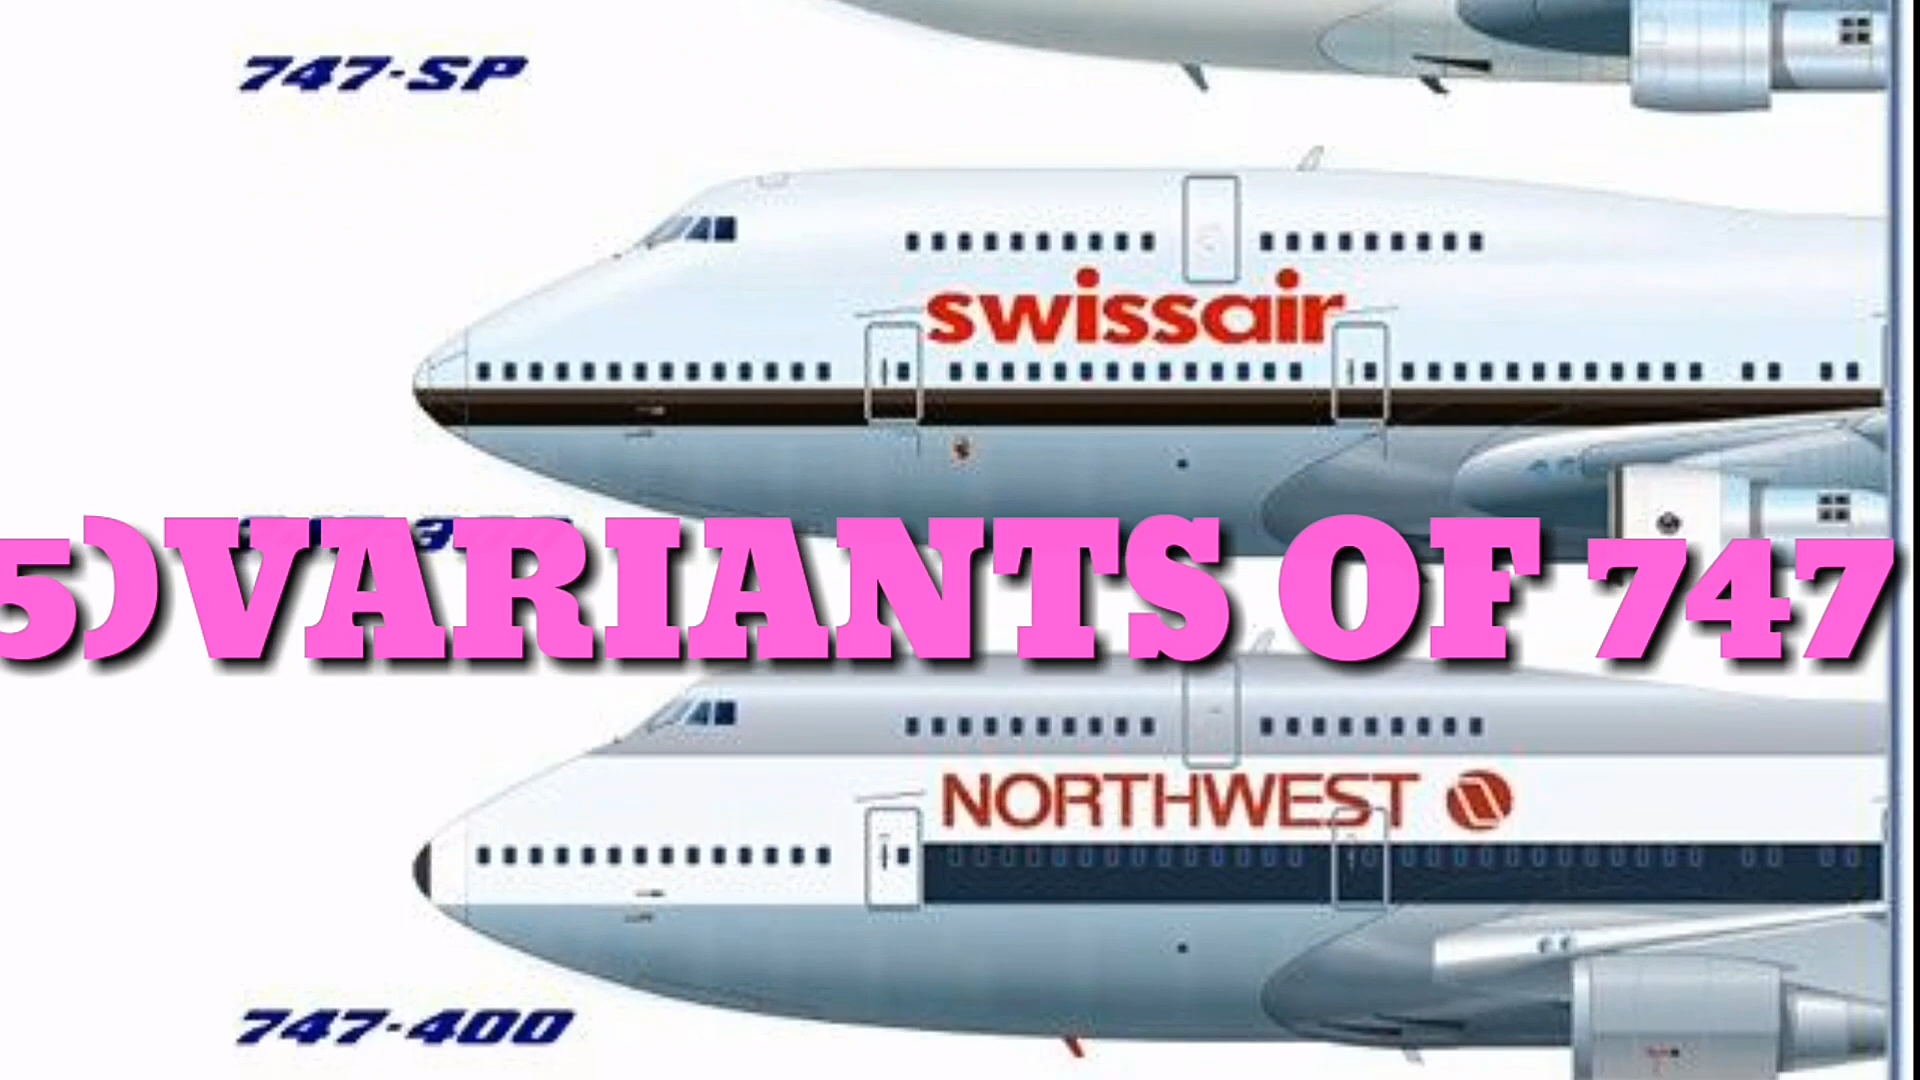 747-SP
swissair
5)VARIANTS OF 747
NORTHWEST
747-400